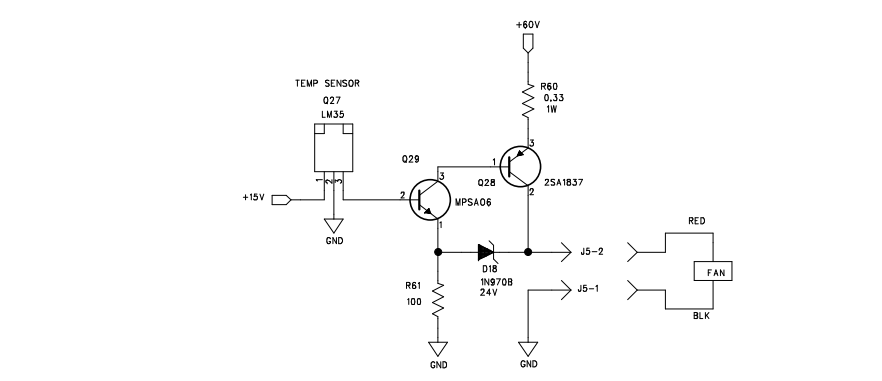 +60V
TEMP SENSOR
Q27
LM35
R60
0,33
1W
1 2 3
+15V
GND
Q29
2
3
1
MPSA06
1
3
2
Q28
2SA1837
D18
1N970B
24V
R61
100
GND
J5-2
J5-1
GND
RED
FAN
BLK